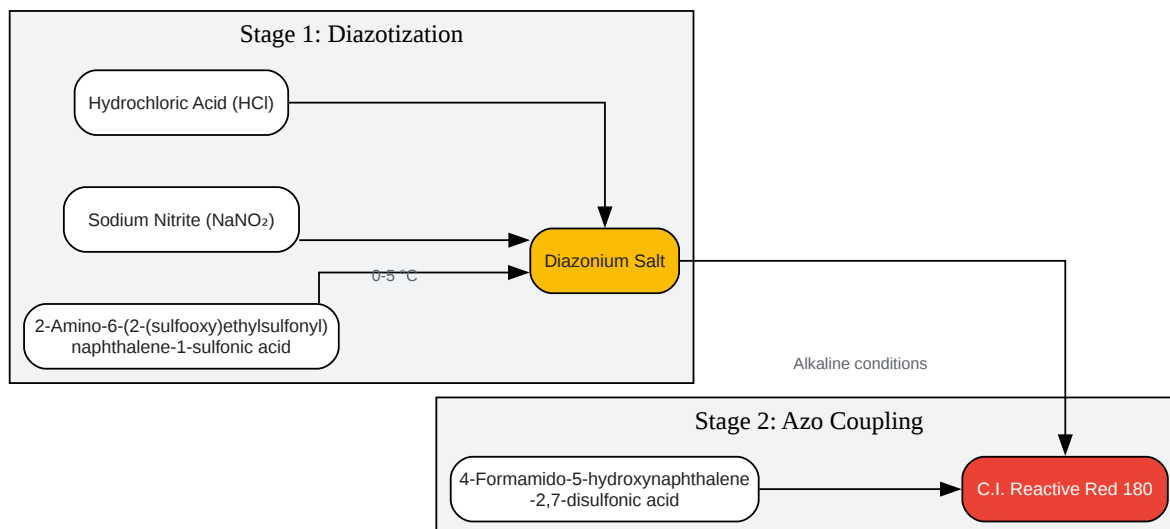 Stage 1: Diazotization
Hydrochloric Acid (HCl)
Sodium Nitrite (NaNO₂)
Diazonium Salt
0-5 °C
2-Amino-6-(2-(sulfooxy)ethylsulfonyl)
naphthalene-1-sulfonic acid
Alkaline conditions
Stage 2: Azo Coupling
4-Formamido-5-hydroxynaphthalene
-2,7-disulfonic acid
C.I. Reactive Red 180